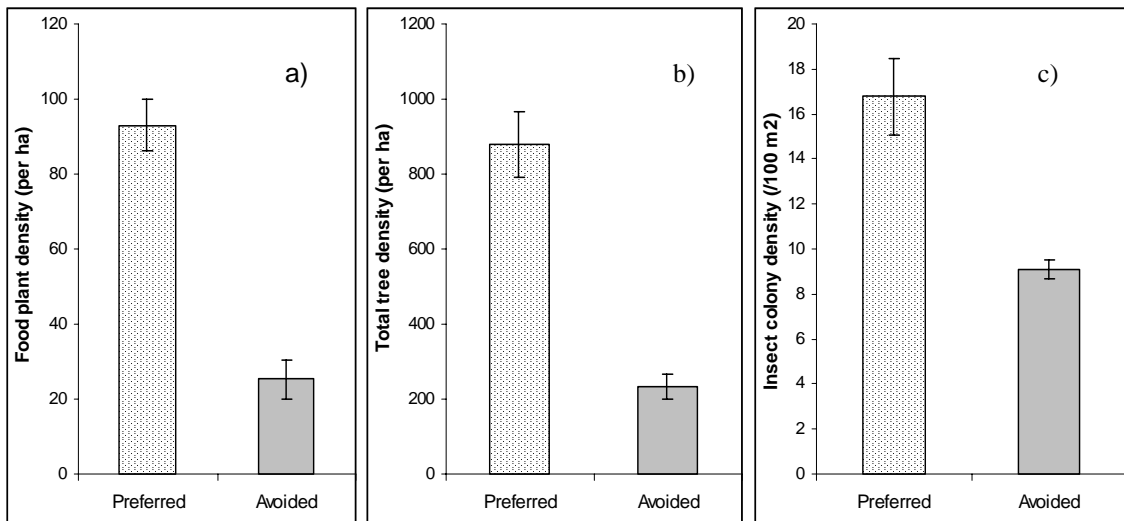 a)
Food plant density (per ha)
120
100
80
60
40
20
0
Preferred Avoided
b)
Total tree density (per ha)
1200
1000
800
600
400
200
0
Preferred Avoided
c)
Insect colony density (/100 m2)
20
18
16
14
12
10
8
6
4
2
0
Preferred Avoided